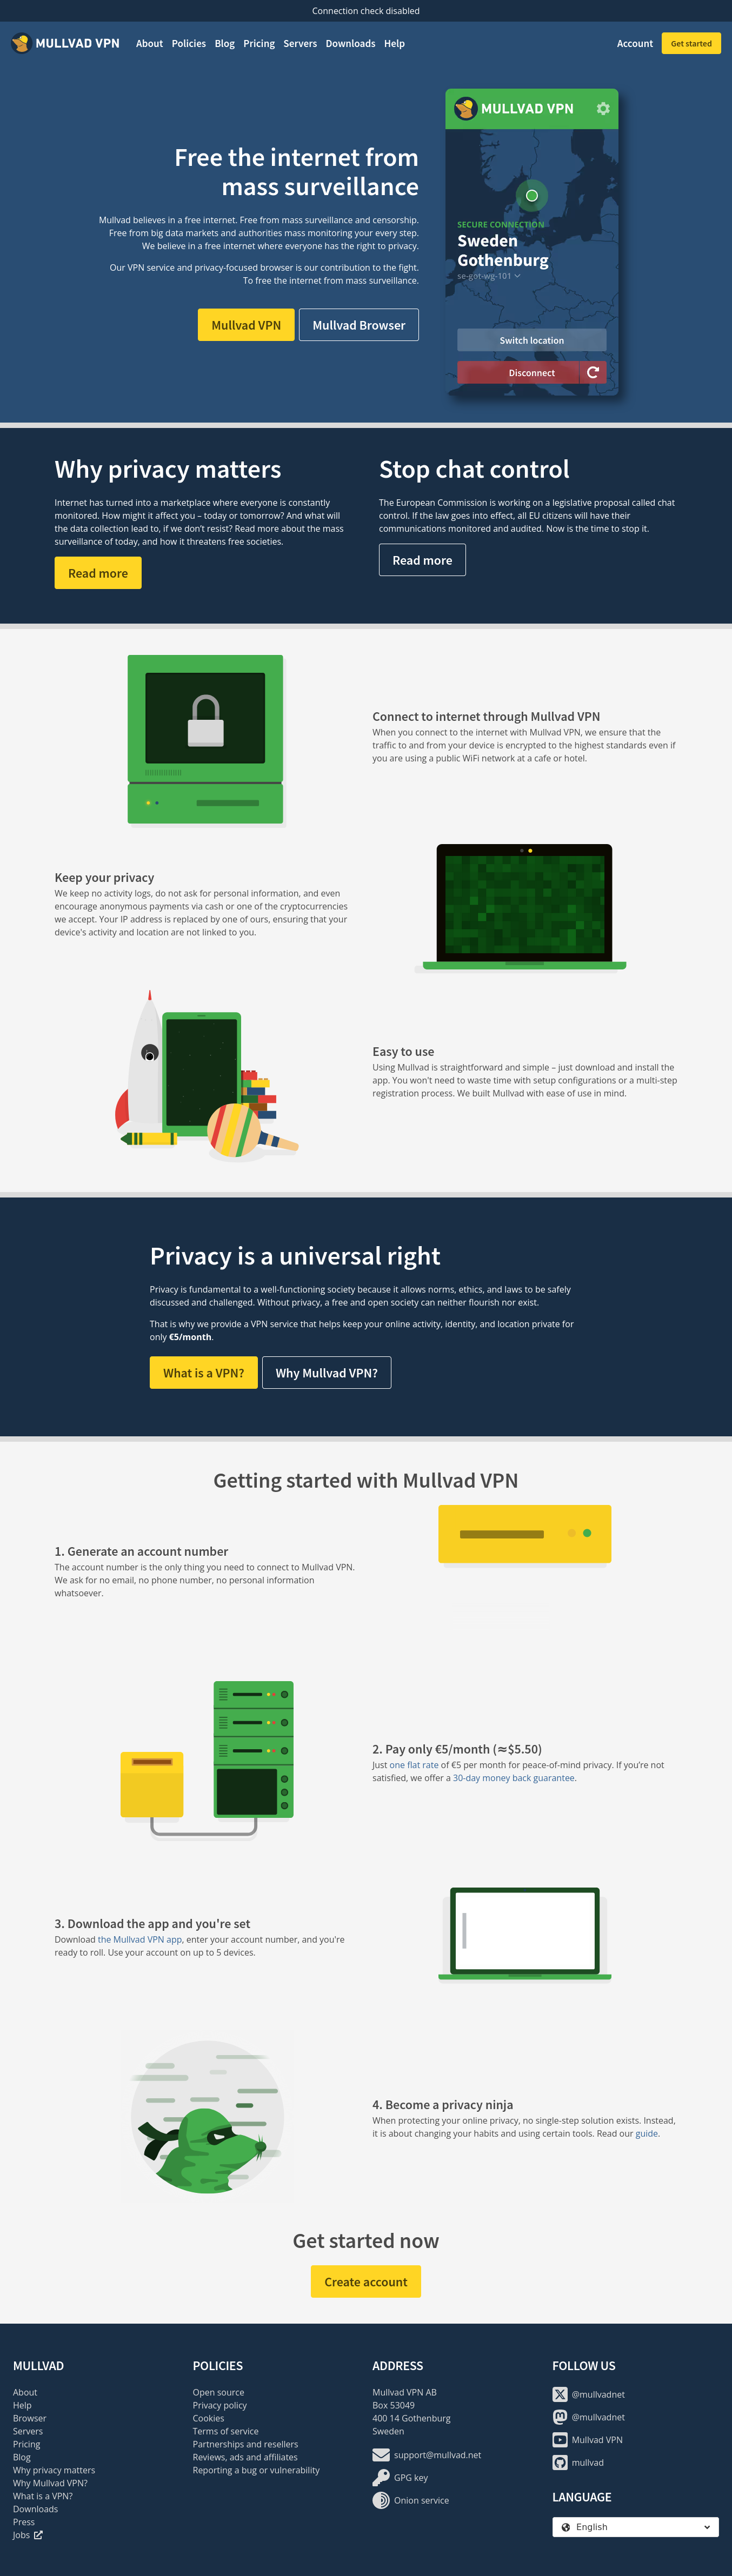 Connection check disabled
MULLVAD VPN
About Policies Blog Pricing Servers Downloads Help
Account Get started
Free the internet from
mass surveillance
Mullvad believes in a free internet. Free from mass surveillance and censorship.
Free from big data markets and authorities mass monitoring your every step.
We believe in a free internet where everyone has the right to privacy.
Our VPN service and privacy-focused browser is our contribution to the fight.
To free the internet from mass surveillance.
Mullvad VPN Mullvad Browser
MULLVAD VPN
SECURE CONNECTION
Sweden
Gothenburg
se-got-wg-101
Switch location
Disconnect
Why privacy matters
Internet has turned into a marketplace where everyone is constantly
monitored. How might it affect you – today or tomorrow? And what will
the data collection lead to, if we don't resist? Read more about the mass
surveillance of today, and how it threatens free societies.
Read more
Stop chat control
The European Commission is working on a legislative proposal called chat
control. If the law goes into effect, all EU citizens will have their
communications monitored and audited. Now is the time to stop it.
Read more
Connect to internet through Mullvad VPN
When you connect to the internet with Mullvad VPN, we ensure that the
traffic to and from your device is encrypted to the highest standards even if
you are using a public WiFi network at a cafe or hotel.
Keep your privacy
We keep no activity logs, do not ask for personal information, and even
encourage anonymous payments via cash or one of the cryptocurrencies
we accept. Your IP address is replaced by one of ours, ensuring that your
device's activity and location are not linked to you.
Easy to use
Using Mullvad is straightforward and simple – just download and install the
app. You won't need to waste time with setup configurations or a multi-step
registration process. We built Mullvad with ease of use in mind.
Privacy is a universal right
Privacy is fundamental to a well-functioning society because it allows norms, ethics, and laws to be safely
discussed and challenged. Without privacy, a free and open society can neither flourish nor exist.
That is why we provide a VPN service that helps keep your online activity, identity, and location private for
only €5/month.
What is a VPN? Why Mullvad VPN?
Getting started with Mullvad VPN
1. Generate an account number
The account number is the only thing you need to connect to Mullvad VPN.
We ask for no email, no phone number, no personal information
whatsoever.
2. Pay only €5/month (≈$5.50)
Just one flat rate of €5 per month for peace-of-mind privacy. If you're not
satisfied, we offer a 30-day money back guarantee.
3. Download the app and you're set
Download the Mullvad VPN app, enter your account number, and you're
ready to roll. Use your account on up to 5 devices.
4. Become a privacy ninja
When protecting your online privacy, no single-step solution exists. Instead,
it is about changing your habits and using certain tools. Read our guide.
Get started now
Create account
MULLVAD
About
Help
Browser
Servers
Pricing
Blog
Why privacy matters
Why Mullvad VPN?
What is a VPN?
Downloads
Press
Jobs
POLICIES
Open source
Privacy policy
Cookies
Terms of service
Partnerships and resellers
Reviews, ads and affiliates
Reporting a bug or vulnerability
ADDRESS
Mullvad VPN AB
Box 53049
400 14 Gothenburg
Sweden
support@mullvad.net
GPG key
Onion service
FOLLOW US
@mullvadnet
@mullvadnet
Mullvad VPN
mullvad
LANGUAGE
English